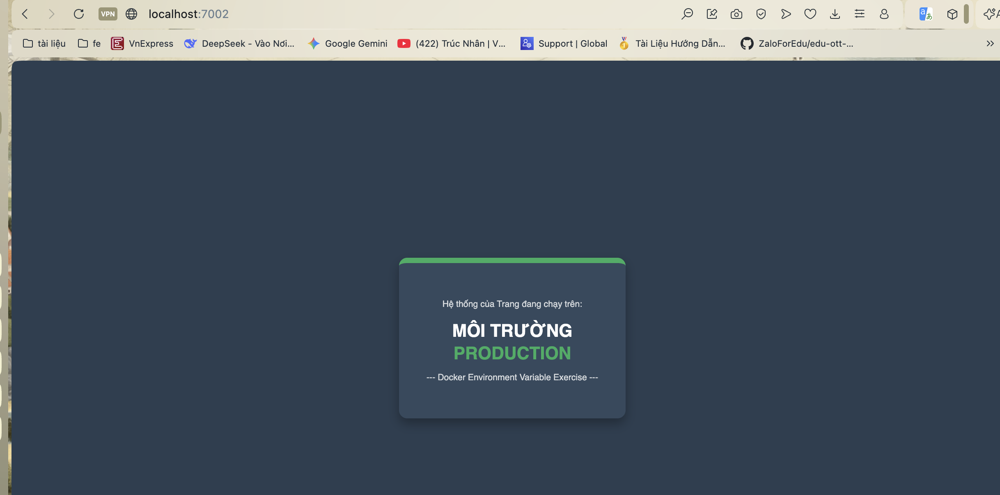 VPN
localhost:7002
tài liệu
fe
VnExpress
DeepSeek - Vào Nơi...
Google Gemini
(422) Trúc Nhân | V...
Support | Global
Tài Liệu Hướng Dẫn...
ZaloForEdu/edu-ott-...
Hệ thống của Trang đang chạy trên:
MÔI TRƯỜNG
PRODUCTION
--- Docker Environment Variable Exercise ---